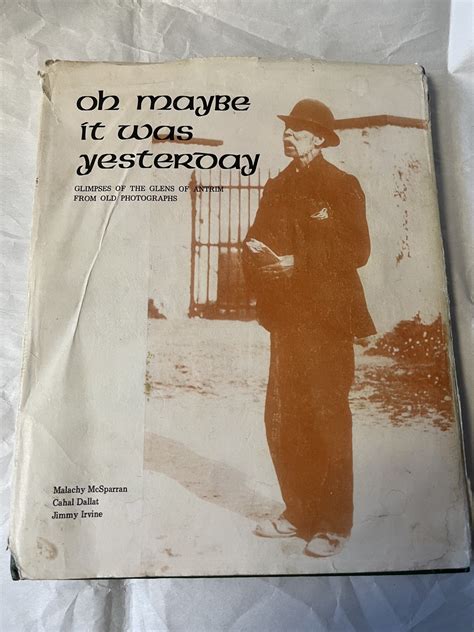 oh maybe
it was
yesterday
GLIMPSES OF THE GLENS OF ANTRIM
FROM OLD PHOTOGRAPHS
Malachy McSparran
Cahal Dallat
Jimmy Irvine